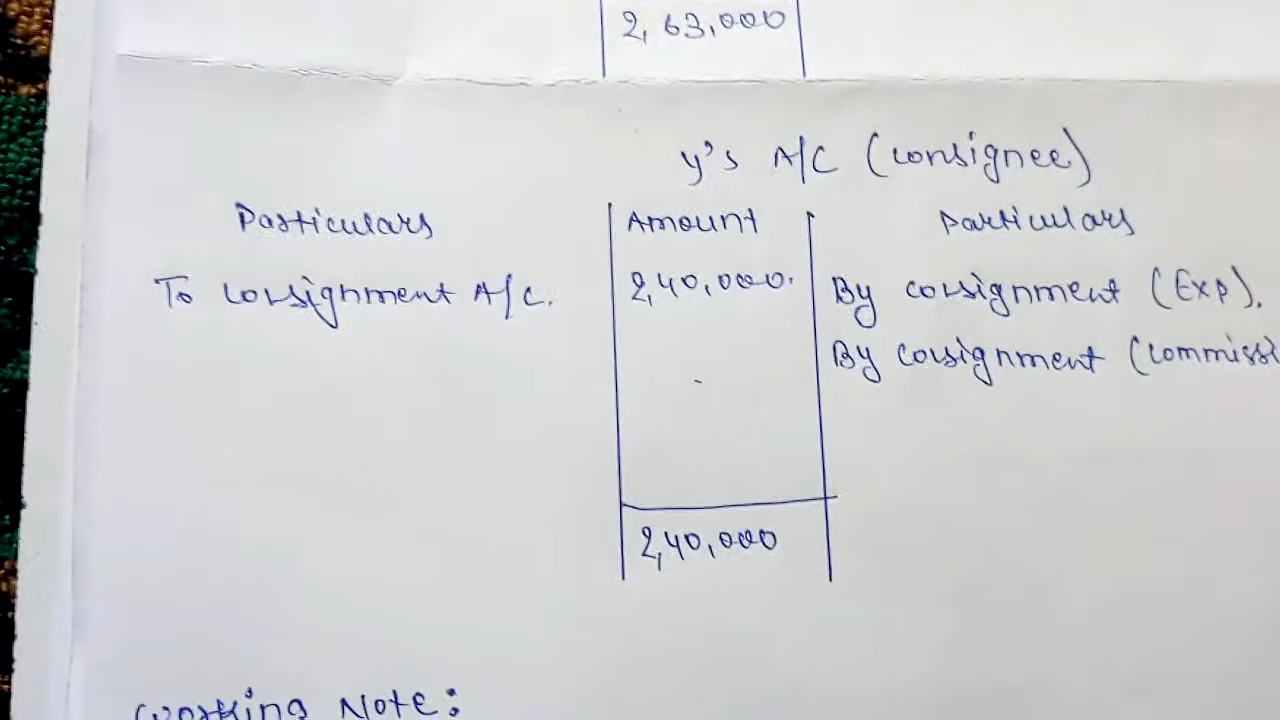 2,63,000
y's A/C (consignee)
Particulars Amount Particulars
To consignment A/C. 2,40,000. By consignment (Exp).
By consignment (commissi
2,40,000
Working Note: